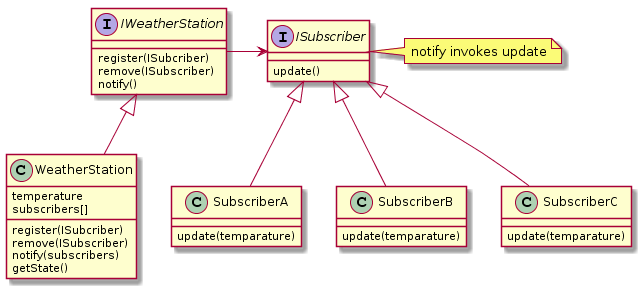 I IWeatherStation
register(ISubcriber)
remove(ISubscriber)
notify()
I ISubscriber
update()
notify invokes update
C WeatherStation
temperature
subscribers[]
register(ISubcriber)
remove(ISubscriber)
notify(subscribers)
getState()
C SubscriberA
update(temparature)
C SubscriberB
update(temparature)
C SubscriberC
update(temparature)